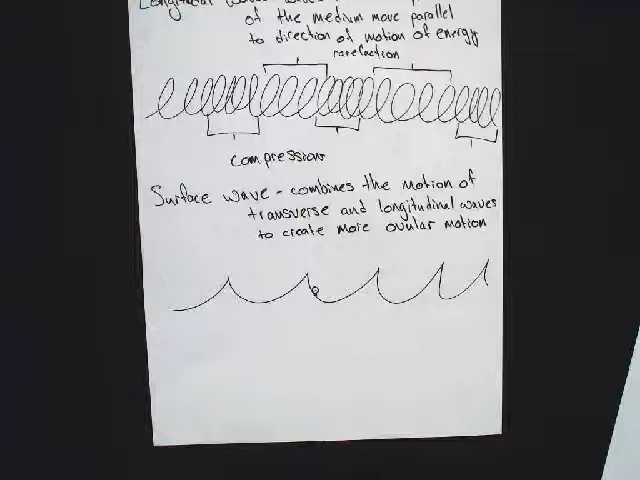 of the medium move parallel
to direction of motion of energy
rarefaction
compression
Surface wave - combines the motion of
transverse and longitudinal waves
to create more ovular motion